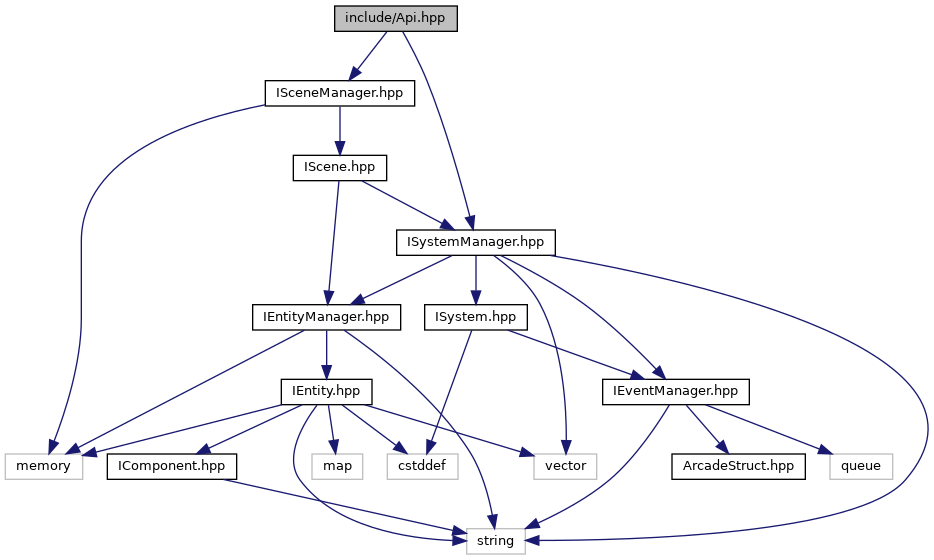 include/Api.hpp
ISceneManager.hpp
IScene.hpp
ISystemManager.hpp
IEntityManager.hpp
ISystem.hpp
IEntity.hpp
IEventManager.hpp
memory
IComponent.hpp
map
cstddef
vector
ArcadeStruct.hpp
queue
string